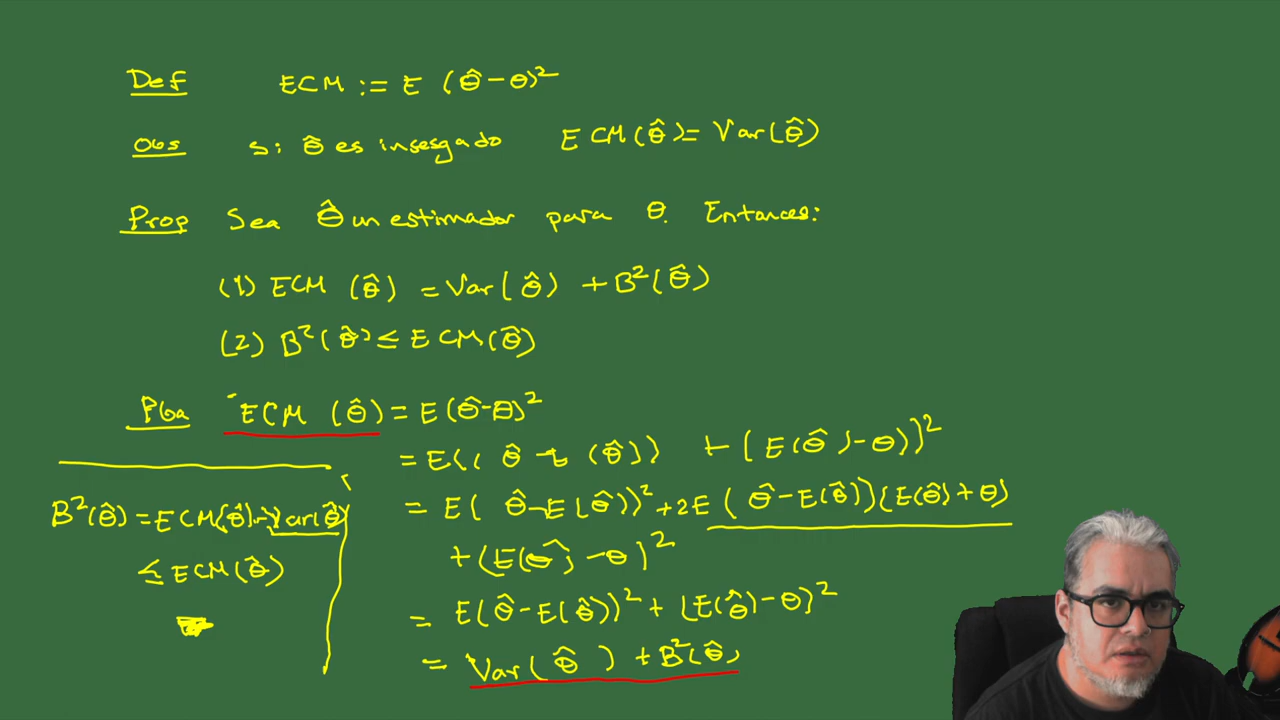 Def ECM := E (θ̂-θ)²
Obs si θ̂ es insesgado ECM(θ̂)= Var(θ̂)
Prop Sea θ̂ un estimador para θ. Entonces:
(1) ECM (θ̂) = Var(θ̂) + B²(θ̂)
(2) B²(θ̂) ≤ ECM(θ̂)
Pba ECM (θ̂) = E(θ̂-θ)²
= E(( θ̂ - E (θ̂)) + (E(θ̂)-θ))²
= E( θ̂-E(θ̂))² + 2E (θ̂-E(θ̂))(E(θ̂)+θ)
+(E(θ̂)-θ)²
= E(θ̂-E(θ̂))² + (E(θ̂)-θ)²
= Var(θ̂) + B²(θ̂)
B²(θ̂) = ECM(θ̂)-Var(θ̂)
≤ ECM(θ̂)